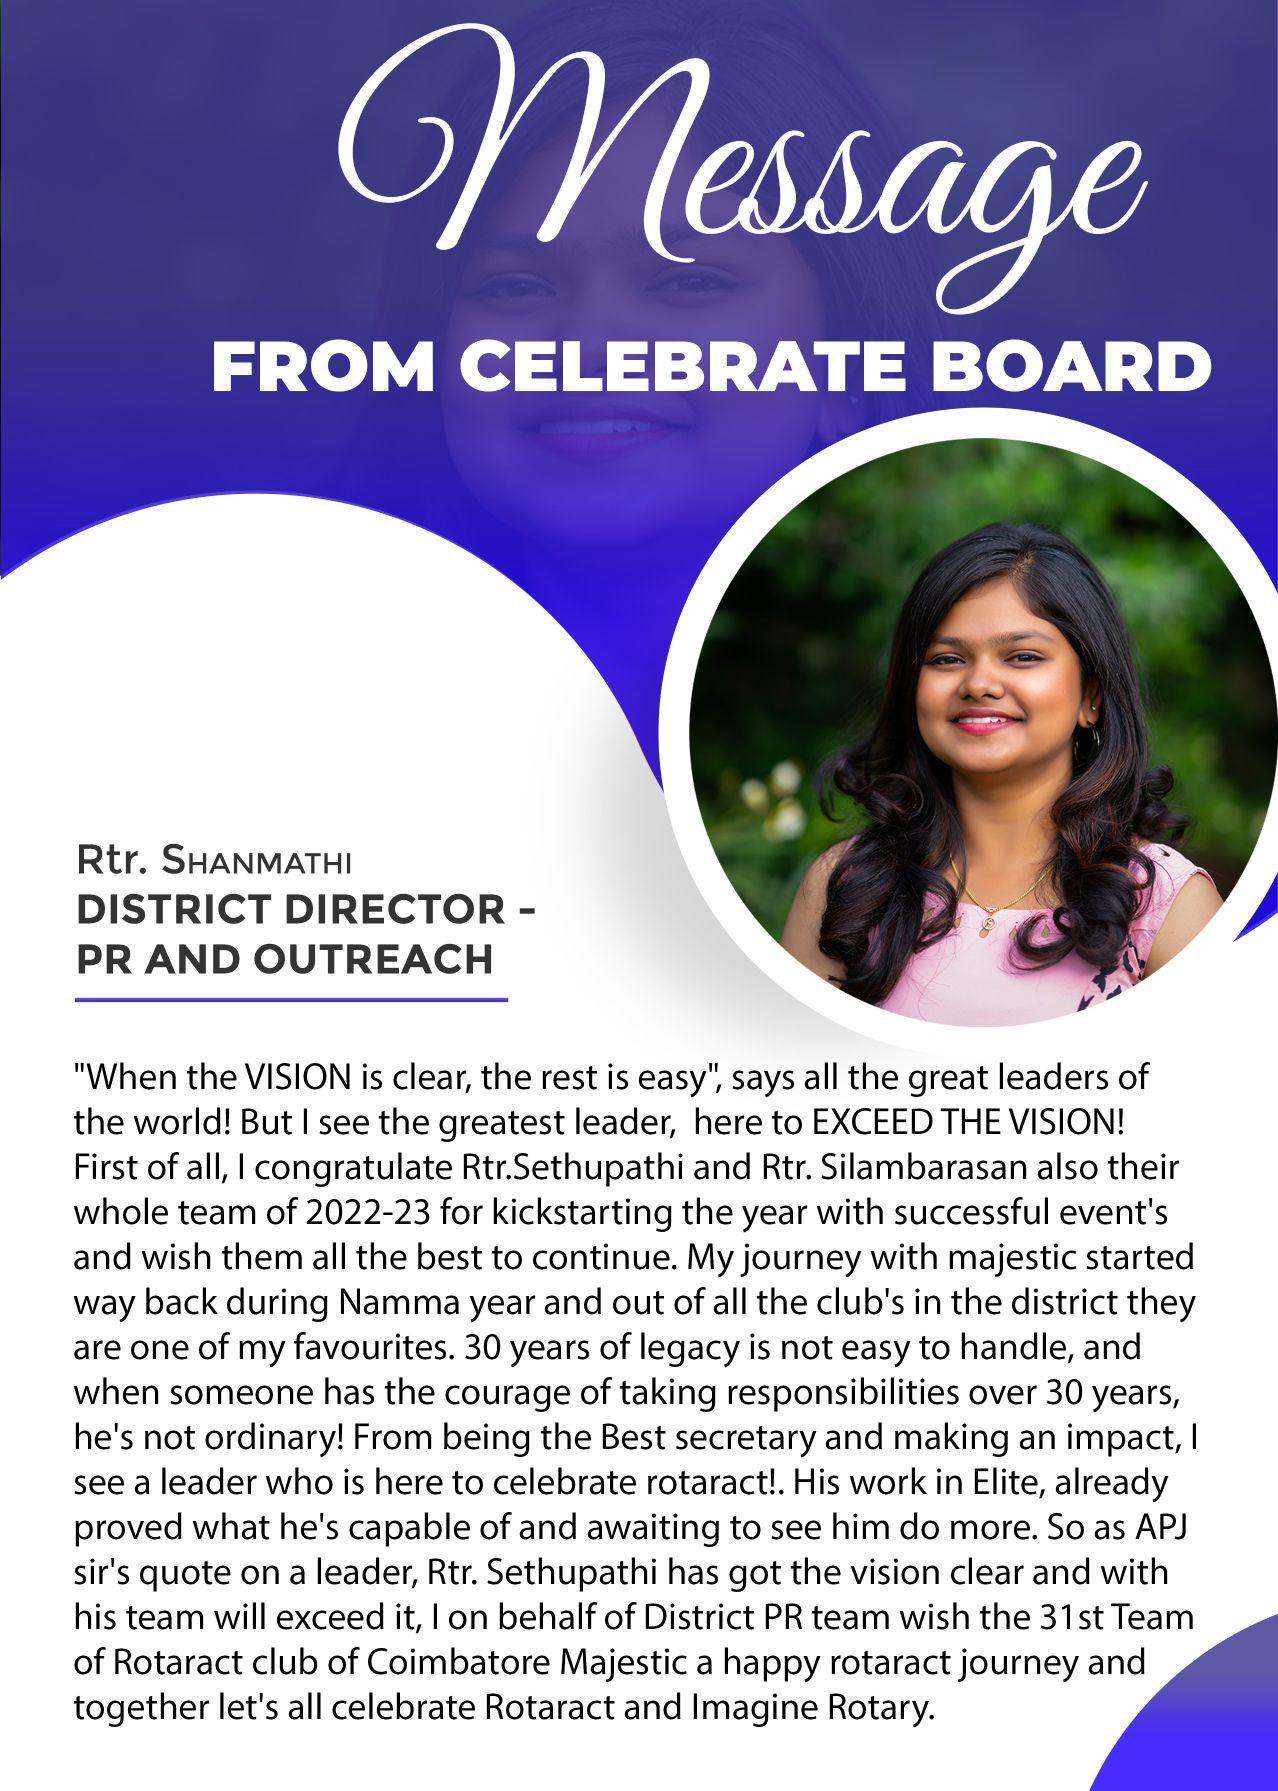 Message
FROM CELEBRATE BOARD
Rtr. SHANMATHI
DISTRICT DIRECTOR -
PR AND OUTREACH
"When the VISION is clear, the rest is easy", says all the great leaders of
the world! But I see the greatest leader,  here to EXCEED THE VISION!
First of all, I congratulate Rtr.Sethupathi and Rtr. Silambarasan also their
whole team of 2022-23 for kickstarting the year with successful event's
and wish them all the best to continue. My journey with majestic started
way back during Namma year and out of all the club's in the district they
are one of my favourites. 30 years of legacy is not easy to handle, and
when someone has the courage of taking responsibilities over 30 years,
he's not ordinary! From being the Best secretary and making an impact, I
see a leader who is here to celebrate rotaract!. His work in Elite, already
proved what he's capable of and awaiting to see him do more. So as APJ
sir's quote on a leader, Rtr. Sethupathi has got the vision clear and with
his team will exceed it, I on behalf of District PR team wish the 31st Team
of Rotaract club of Coimbatore Majestic a happy rotaract journey and
together let's all celebrate Rotaract and Imagine Rotary.